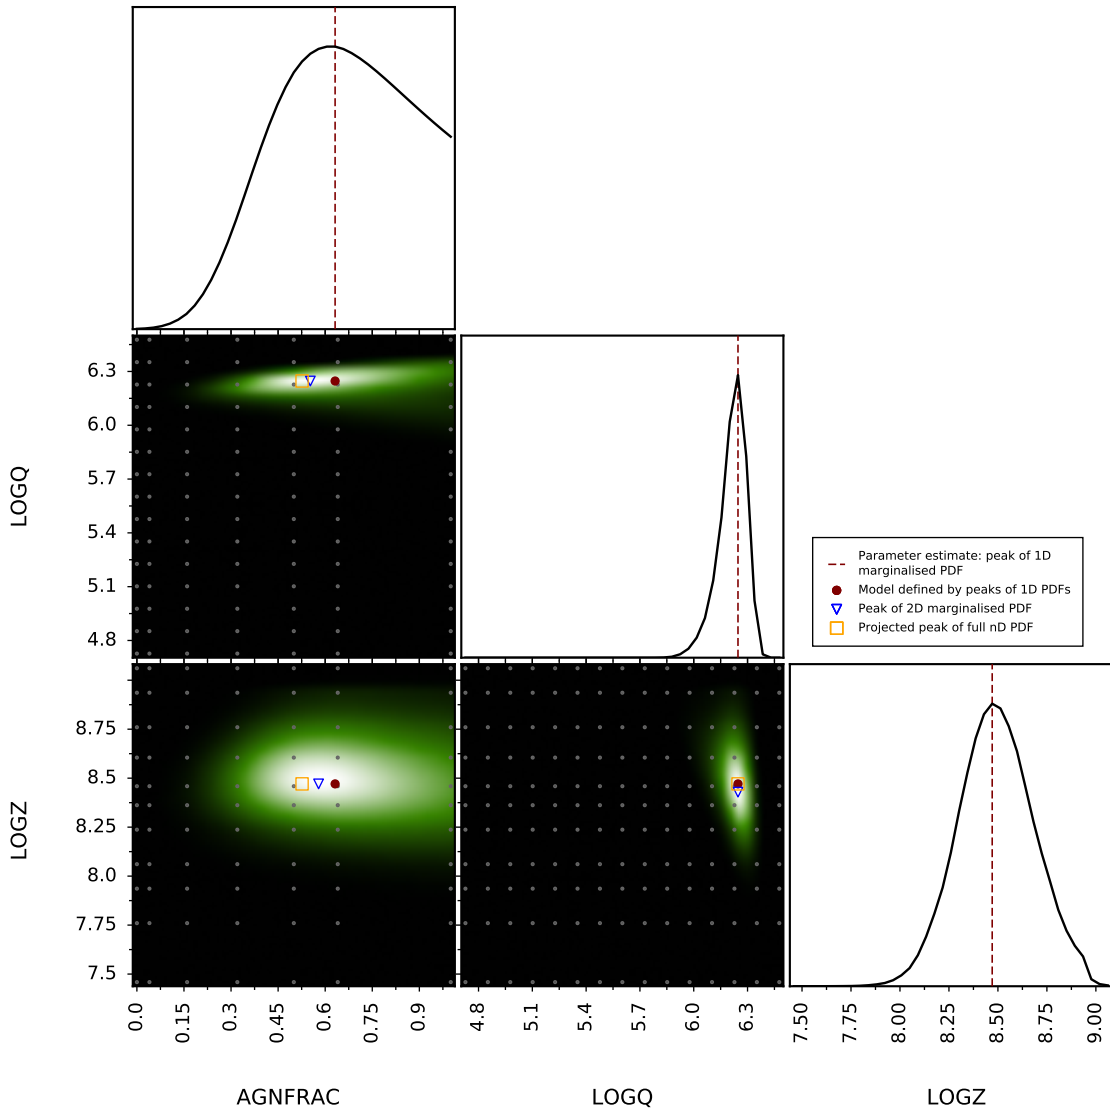 6.3
6.0
5.7
5.4
5.1
4.8
LOGQ
Parameter estimate: peak of 1D
marginalised PDF
Model defined by peaks of 1D PDFs
Peak of 2D marginalised PDF
Projected peak of full nD PDF
8.75
8.5
8.25
8.0
7.75
7.5
LOGZ
0.0 0.15 0.3 0.45 0.6 0.75 0.9
4.8 5.1 5.4 5.7 6.0 6.3
7.50 7.75 8.00 8.25 8.50 8.75 9.00
AGNFRAC LOGQ LOGZ